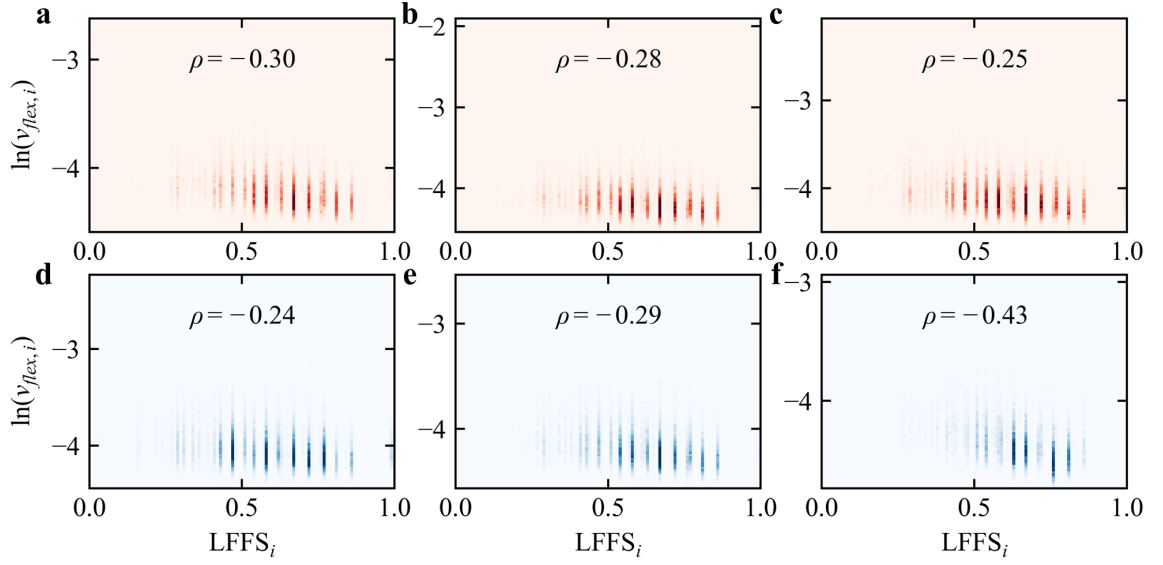 a
b
c
ρ = −0.30
ρ = −0.28
ρ = −0.25
ln(v_flex,i)
−3
−4
−2
−3
−4
−3
−4
0.0 0.5 1.0
0.0 0.5 1.0
0.0 0.5 1.0
d
e
f
ρ = −0.24
ρ = −0.29
ρ = −0.43
ln(v_flex,i)
−3
−4
−3
−4
−3
−4
0.0 0.5 1.0
0.0 0.5 1.0
0.0 0.5 1.0
LFFS_i
LFFS_i
LFFS_i